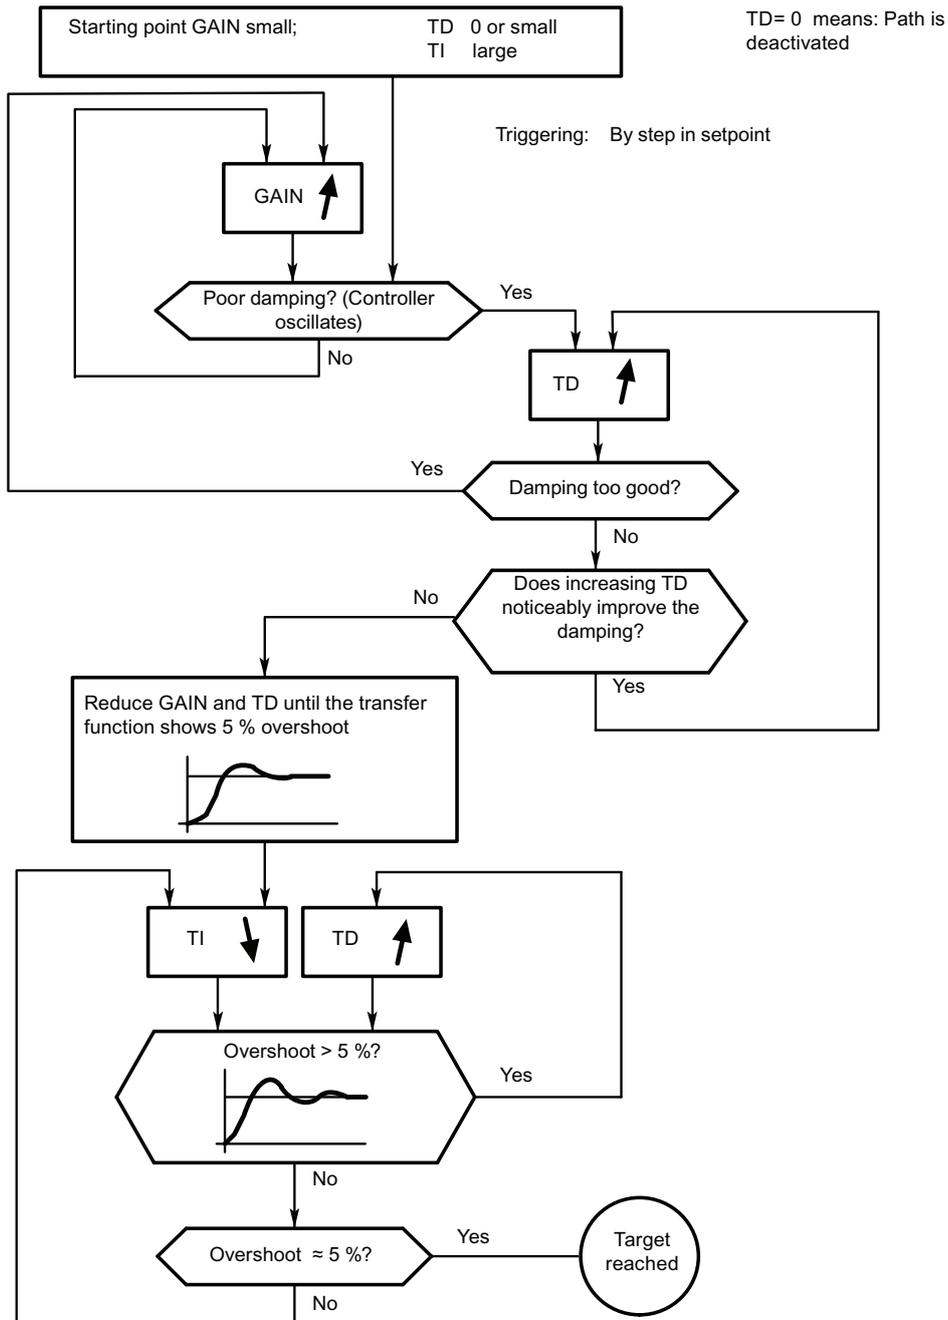 Starting point GAIN small; TD 0 or small
TI large
TD= 0 means: Path is
deactivated
Triggering: By step in setpoint
GAIN
Poor damping? (Controller
oscillates)
Yes
No
TD
Yes
Damping too good?
No
Does increasing TD
noticeably improve the
damping?
No
Yes
Reduce GAIN and TD until the transfer
function shows 5 % overshoot
TI
TD
Overshoot > 5 %?
Yes
No
Overshoot ≈ 5 %?
Yes
Target
reached
No